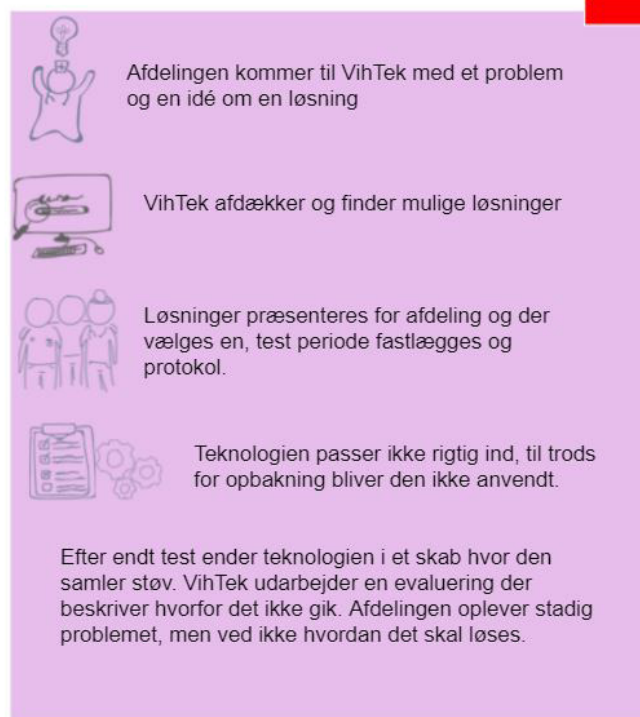 Afdelingen kommer til VihTek med et problem
og en idé om en løsning
VihTek afdækker og finder mulige løsninger
Løsninger præsenteres for afdeling og der
vælges en, test periode fastlægges og
protokol.
Teknologien passer ikke rigtig ind, til trods
for opbakning bliver den ikke anvendt.
Efter endt test ender teknologien i et skab hvor den
samler støv. VihTek udarbejder en evaluering der
beskriver hvorfor det ikke gik. Afdelingen oplever stadig
problemet, men ved ikke hvordan det skal løses.